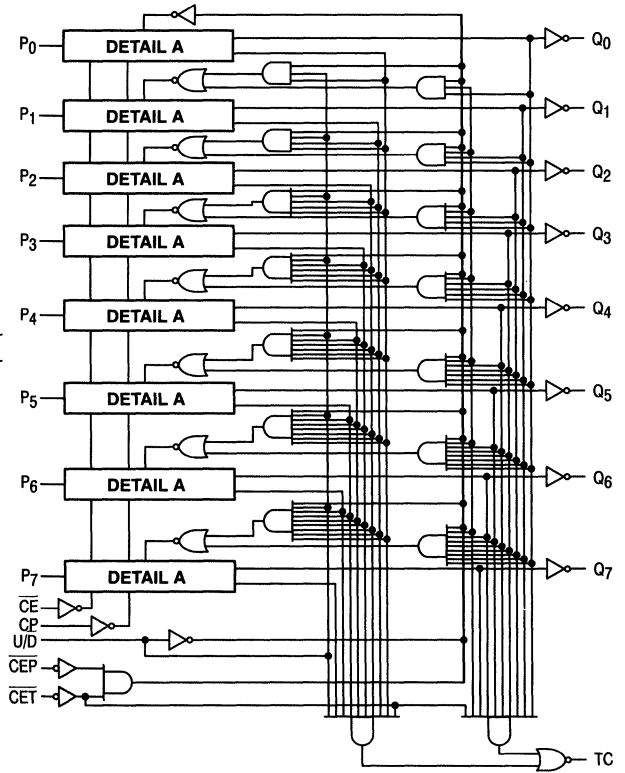 P0 DETAIL A Q0
P1 DETAIL A Q1
P2 DETAIL A Q2
P3 DETAIL A Q3
P4 DETAIL A Q4
P5 DETAIL A Q5
P6 DETAIL A Q6
P7 DETAIL A Q7
CE
CP
U/D
CEP
CET
TC